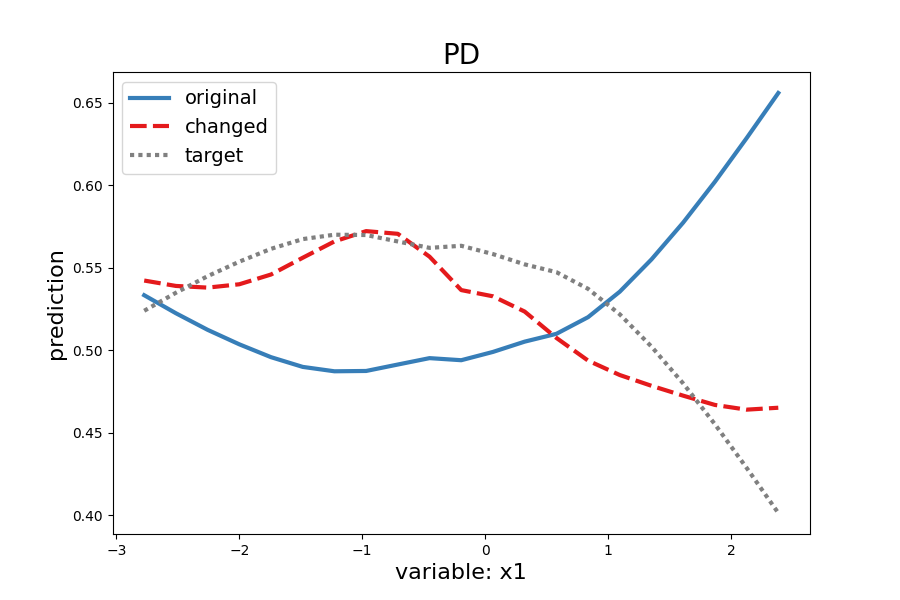 PD
original
changed
target
0.65
0.60
0.55
0.50
0.45
0.40
prediction
−3
−2
−1
0
1
2
variable: x1